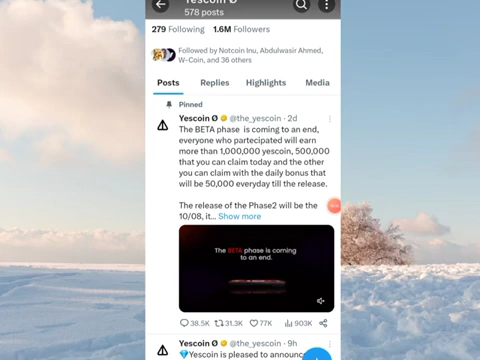 Yescoin Ø
578 posts
279 Following 1.6M Followers
Followed by Notcoin Inu, Abdulwasir Ahmed,
W-Coin, and 36 others
Posts Replies Highlights Media
Pinned
Yescoin Ø @the_yescoin · 2d
The BETA phase is coming to an end,
everyone who partecipated will earn
more than 1,000,000 yescoin, 500,000
that you can claim today and the other
you can claim with the daily bonus that
will be 50,000 everyday till the release.
The release of the Phase2 will be the
10/08, it... Show more
The BETA phase is coming
to an end.
38.5K 31.3K 77K 903K
Yescoin Ø @the_yescoin · 9h
Yescoin is pleased to announc